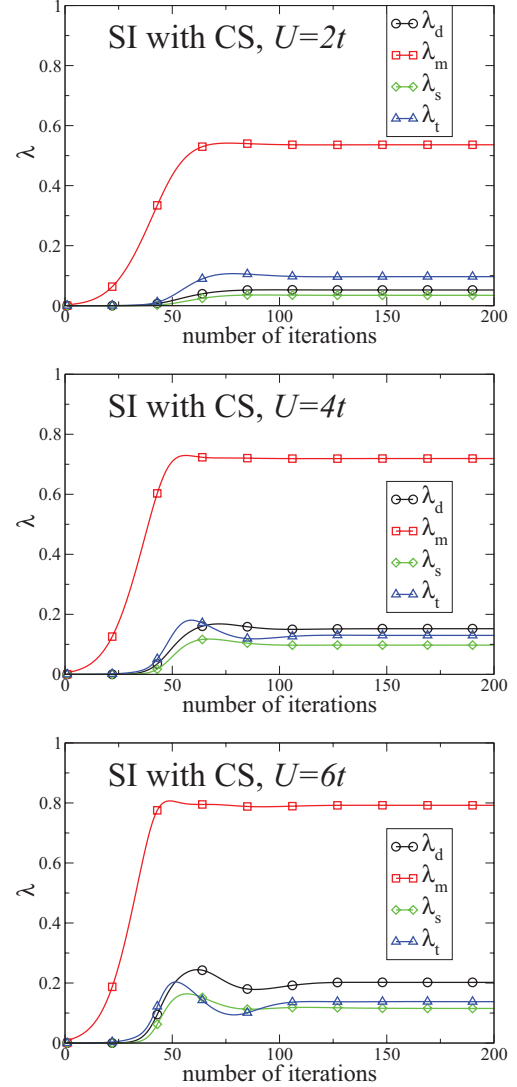 SI with CS, U=2t
λd
λm
λs
λt
1
0.8
0.6
0.4
0.2
0
λ
0 50 100 150 200
number of iterations
SI with CS, U=4t
1
0.8
0.6
0.4
0.2
0
λ
λd
λm
λs
λt
0 50 100 150 200
number of iterations
SI with CS, U=6t
1
0.8
0.6
0.4
0.2
0
λ
λd
λm
λs
λt
0 50 100 150 200
number of iterations